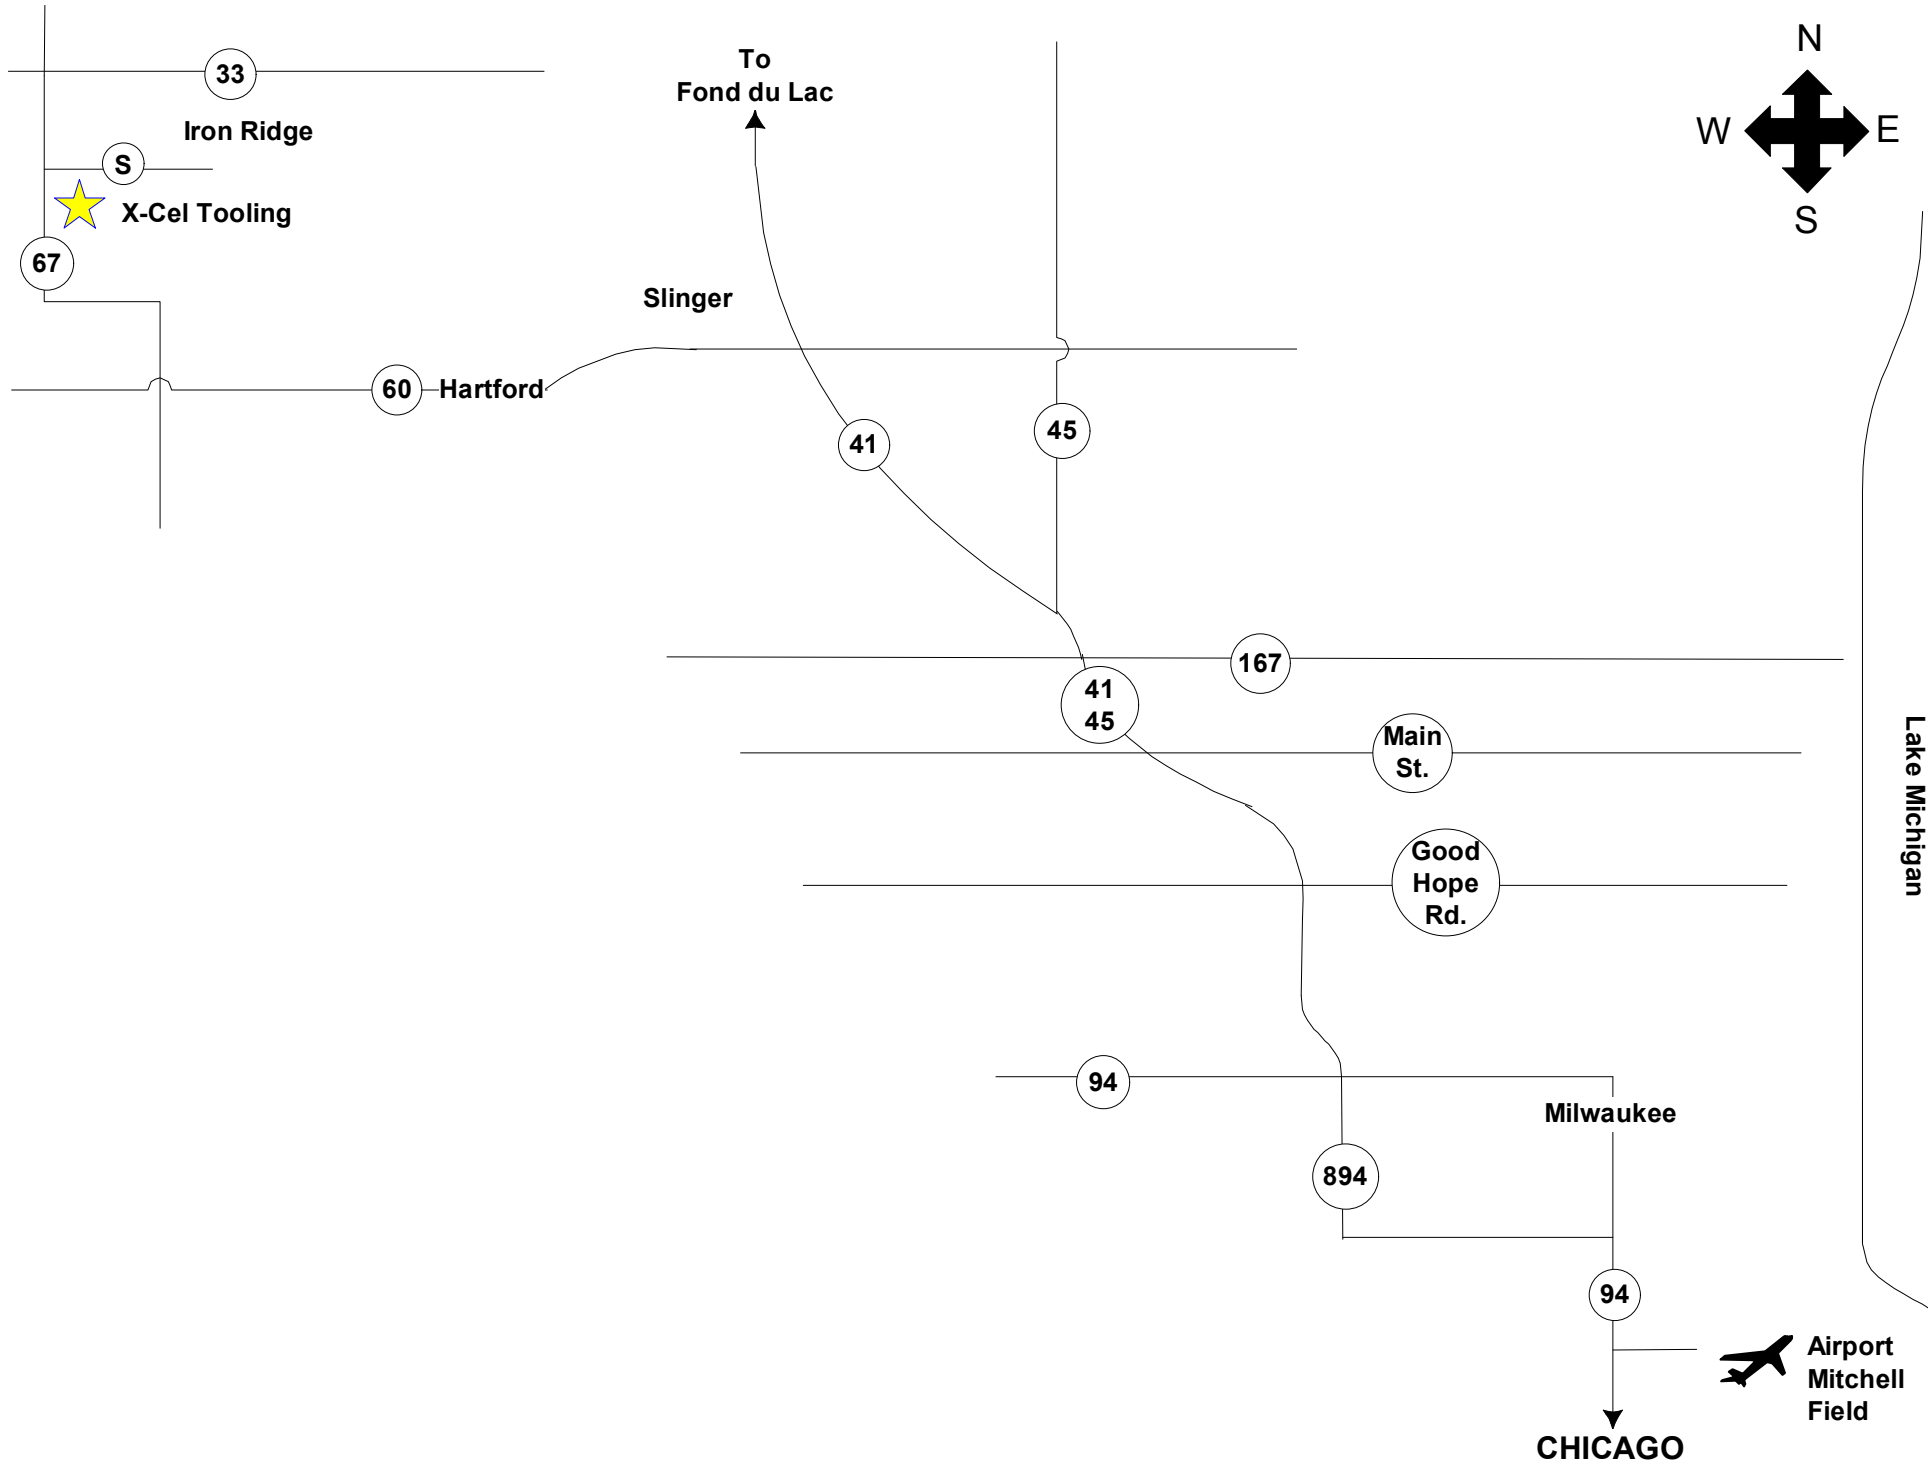 N
To
33
Fond du Lac
W
E
Iron Ridge
S
S
X-Cel Tooling
67
Slinger
60
Hartford
41
45
167
41
45
Main
St.
Lake Michigan
Good
Hope
Rd.
94
Milwaukee
894
94
Airport
Mitchell
Field
CHICAGO